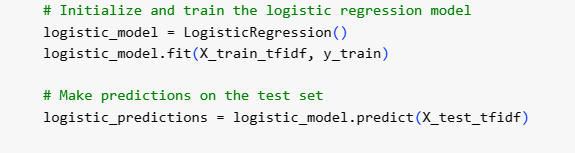 # Initialize and train the logistic regression model
logistic_model = LogisticRegression()
logistic_model.fit(X_train_tfidf, y_train)
# Make predictions on the test set
logistic_predictions = logistic_model.predict(X_test_tfidf)